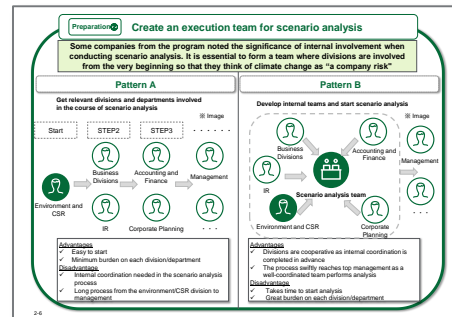 Preparation②
Create an execution team for scenario analysis
Some companies from the program noted the significance of internal involvement when
conducting scenario analysis. It is essential to form a team where divisions are involved
from the very beginning so that they think of climate change as "a company risk"
Pattern A
Get relevant divisions and departments involved
in the course of scenario analysis
※ Image
Start
STEP2
STEP3
・・・・・・
Business
Divisions
Accounting and
Finance
Management
Environment and
CSR
IR
Corporate Planning
・・・
Advantages
✓ Easy to start
✓ Minimum burden on each division/department
Disadvantage
✓ Internal coordination needed in the scenario analysis
process
✓ Long process from the environment/CSR division to
management
Pattern B
Develop internal teams and start scenario analysis
※ Image
Business
Divisions
Accounting and
Finance
IR
Management
Scenario analysis team
Environment and CSR
Corporate
Planning
・・・
Advantages
✓ Divisions are cooperative as internal coordination is
completed in advance
✓ The process swiftly reaches top management as a
well-coordinated team performs analysis
Disadvantage
✓ Takes time to start analysis
✓ Great burden on each division/department
2-6